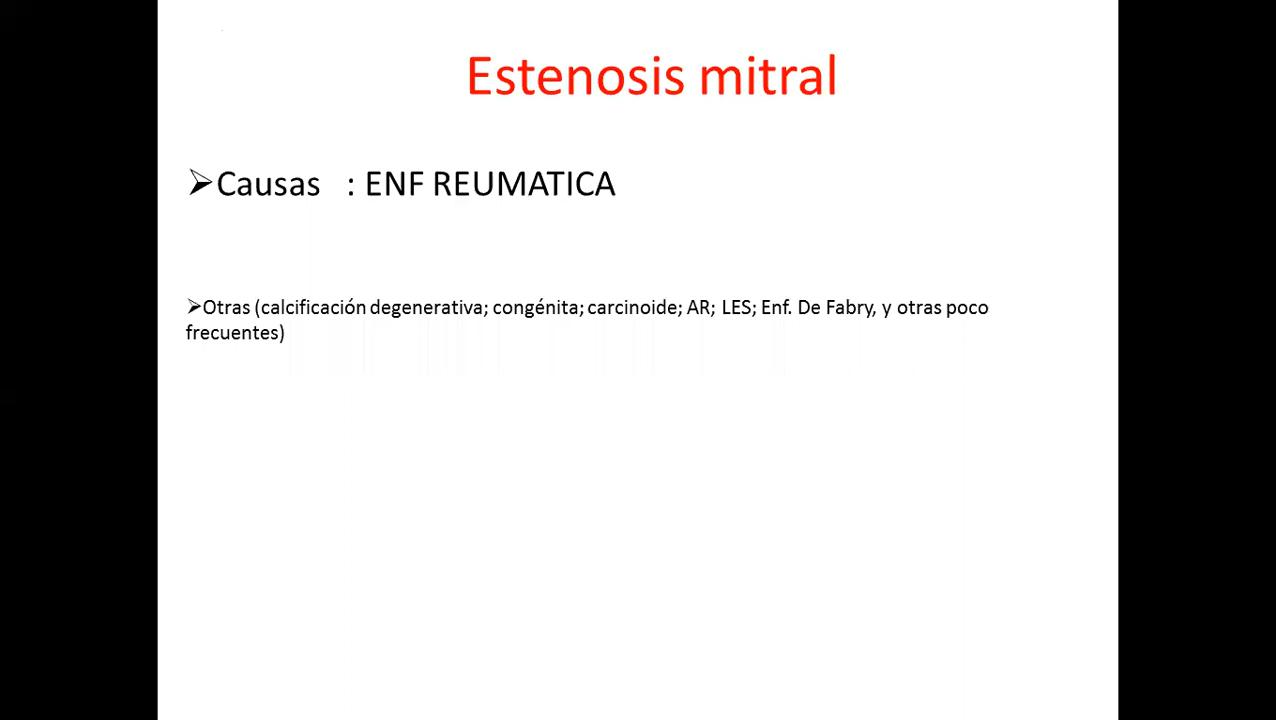 Estenosis mitral
➢Causas : ENF REUMATICA
➢Otras (calcificación degenerativa; congénita; carcinoide; AR; LES; Enf. De Fabry, y otras poco
frecuentes)